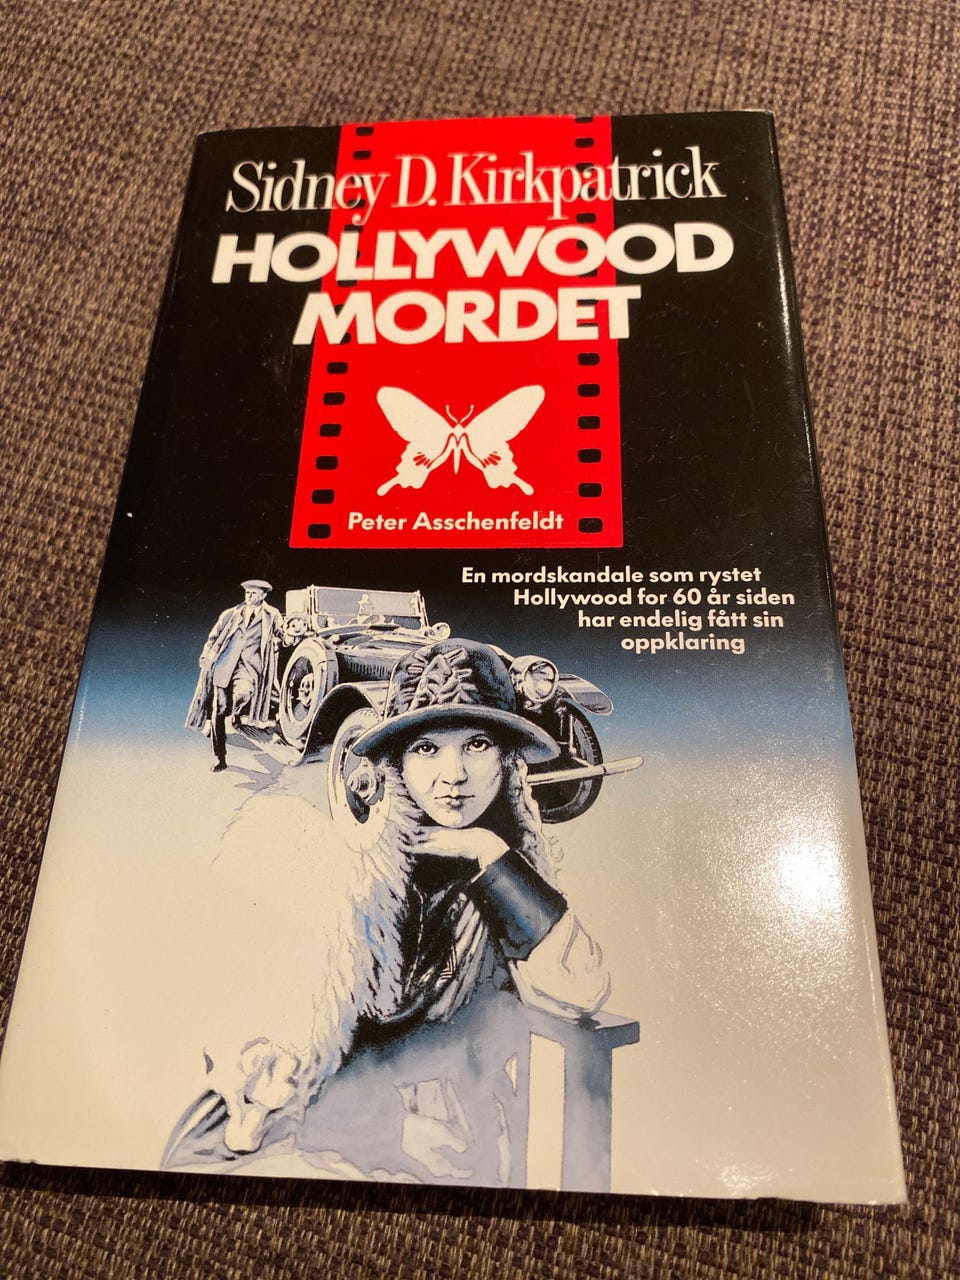 Sidney D. Kirkpatrick
HOLLYWOOD
MORDET
Peter Asschenfeldt
En mordskandale som rystet
Hollywood for 60 år siden
har endelig fått sin
oppklaring